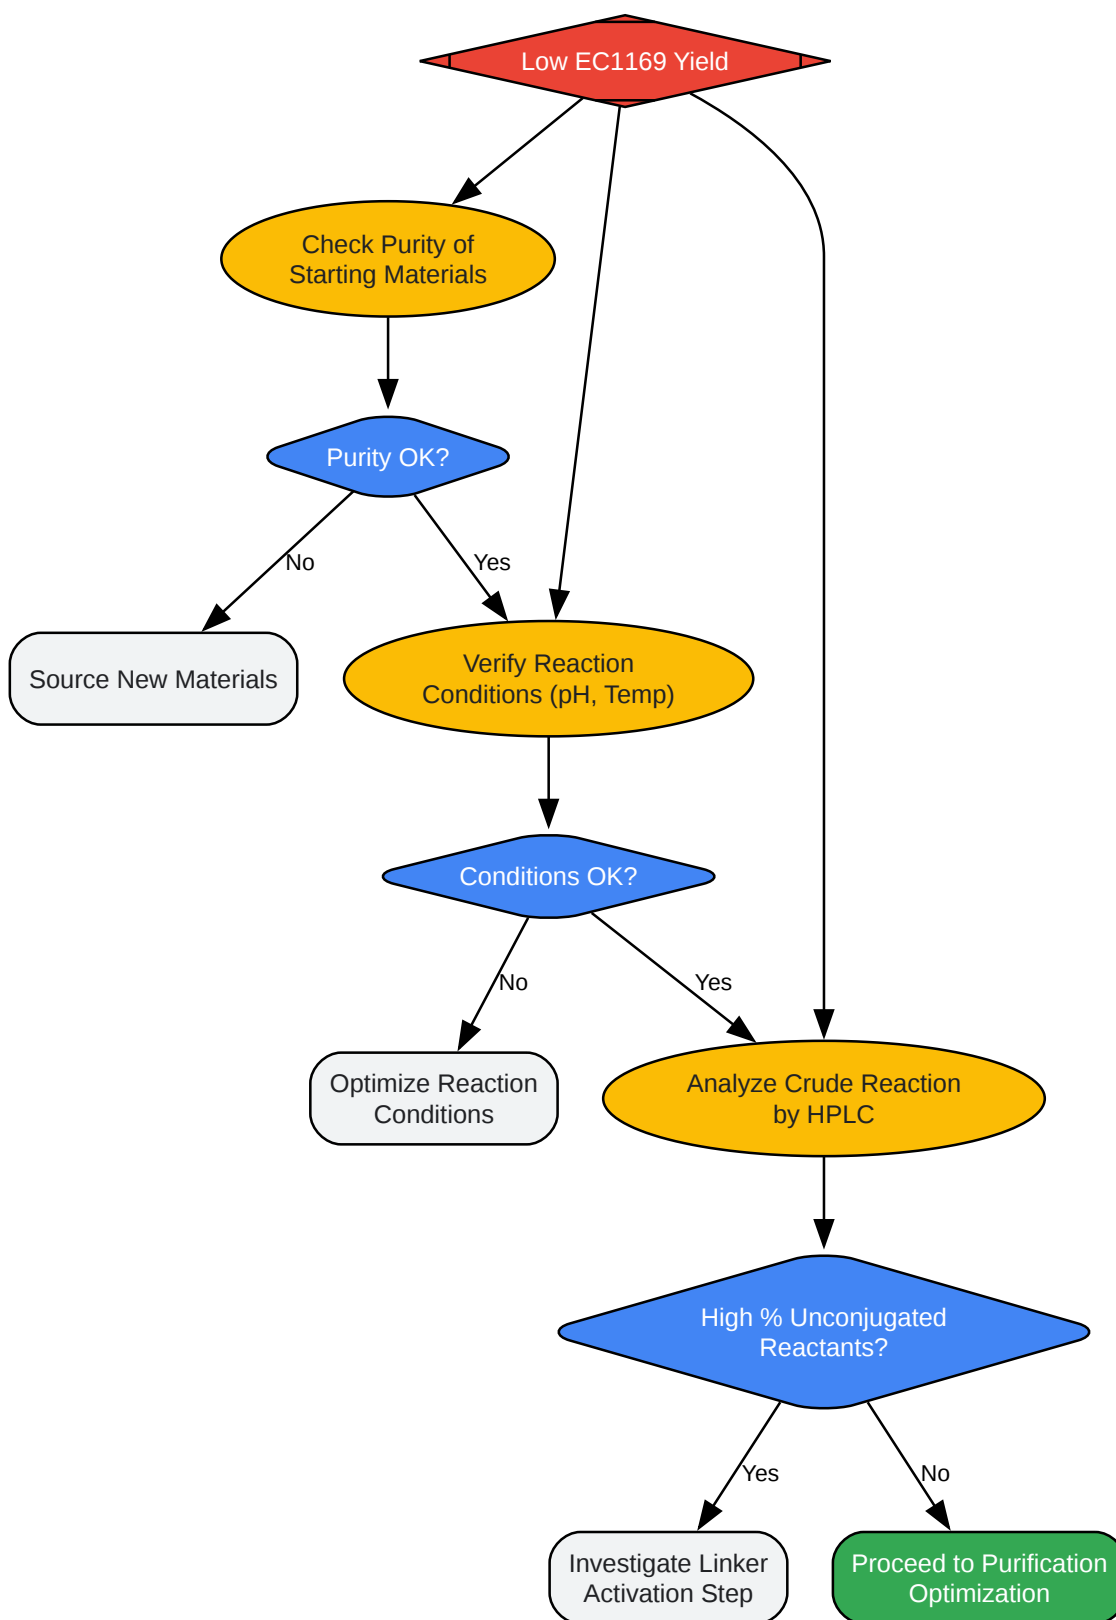 Low EC1169 Yield
Check Purity of
Starting Materials
Purity OK?
No
Yes
Source New Materials
Verify Reaction
Conditions (pH, Temp)
Conditions OK?
No
Yes
Optimize Reaction
Conditions
Analyze Crude Reaction
by HPLC
High % Unconjugated
Reactants?
Yes
No
Investigate Linker
Activation Step
Proceed to Purification
Optimization